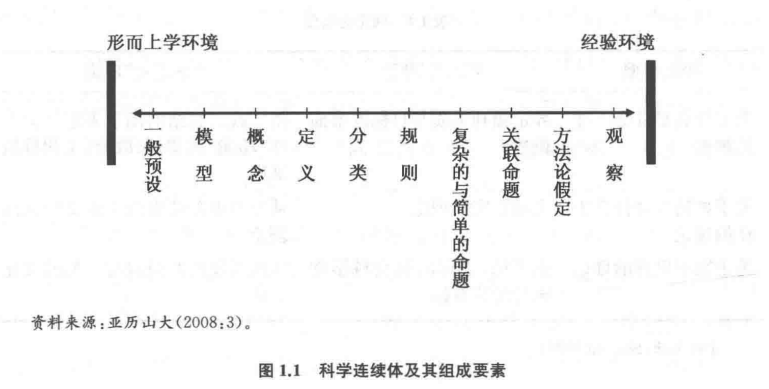 形而上学环境
经验环境
一般预设
模型
概念
定义
分类
规则
复杂的与简单的命题
关联命题
方法论假定
观察
资料来源:亚历山大(2008:3)。
图 1.1 科学连续体及其组成要素